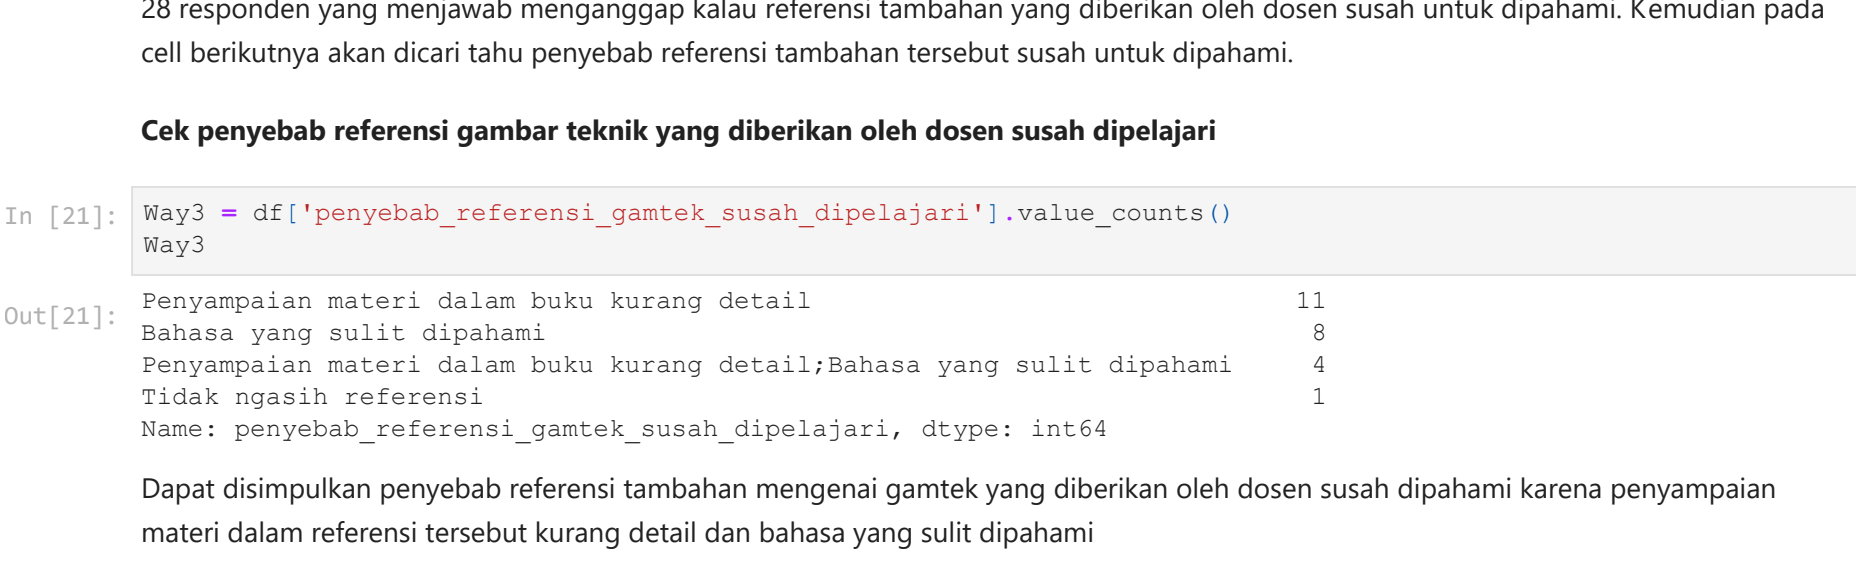 28 responden yang menjawab menganggap kalau referensi tambahan yang diberikan oleh dosen susah untuk dipahami. Kemudian pada
cell berikutnya akan dicari tahu penyebab referensi tambahan tersebut susah untuk dipahami.
Cek penyebab referensi gambar teknik yang diberikan oleh dosen susah dipelajari
In [21]: Way3 = df['penyebab_referensi_gamtek_susah_dipelajari'].value_counts()
Way3
Out[21]: Penyampaian materi dalam buku kurang detail 11
Bahasa yang sulit dipahami 8
Penyampaian materi dalam buku kurang detail;Bahasa yang sulit dipahami 4
Tidak ngasih referensi 1
Name: penyebab_referensi_gamtek_susah_dipelajari, dtype: int64
Dapat disimpulkan penyebab referensi tambahan mengenai gamtek yang diberikan oleh dosen susah dipahami karena penyampaian
materi dalam referensi tersebut kurang detail dan bahasa yang sulit dipahami